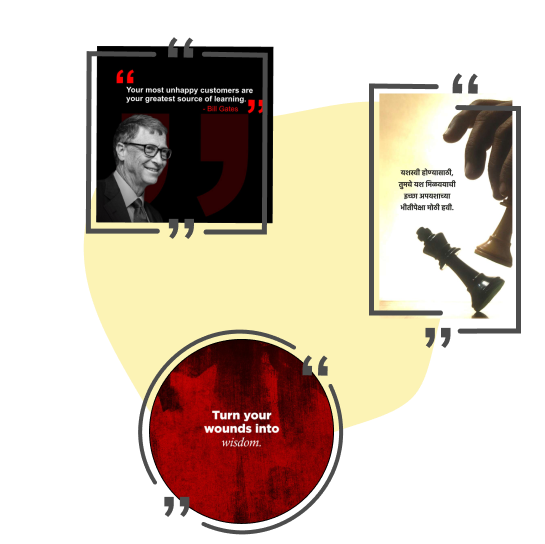 Your most unhappy customers are
your greatest source of learning.
- Bill Gates
यशस्वी होण्यासाठी,
तुमचे यश मिळवयाची
इच्छा अपयशाच्या
भीतीपेक्षा मोठी हवी.
Turn your
wounds into
wisdom.